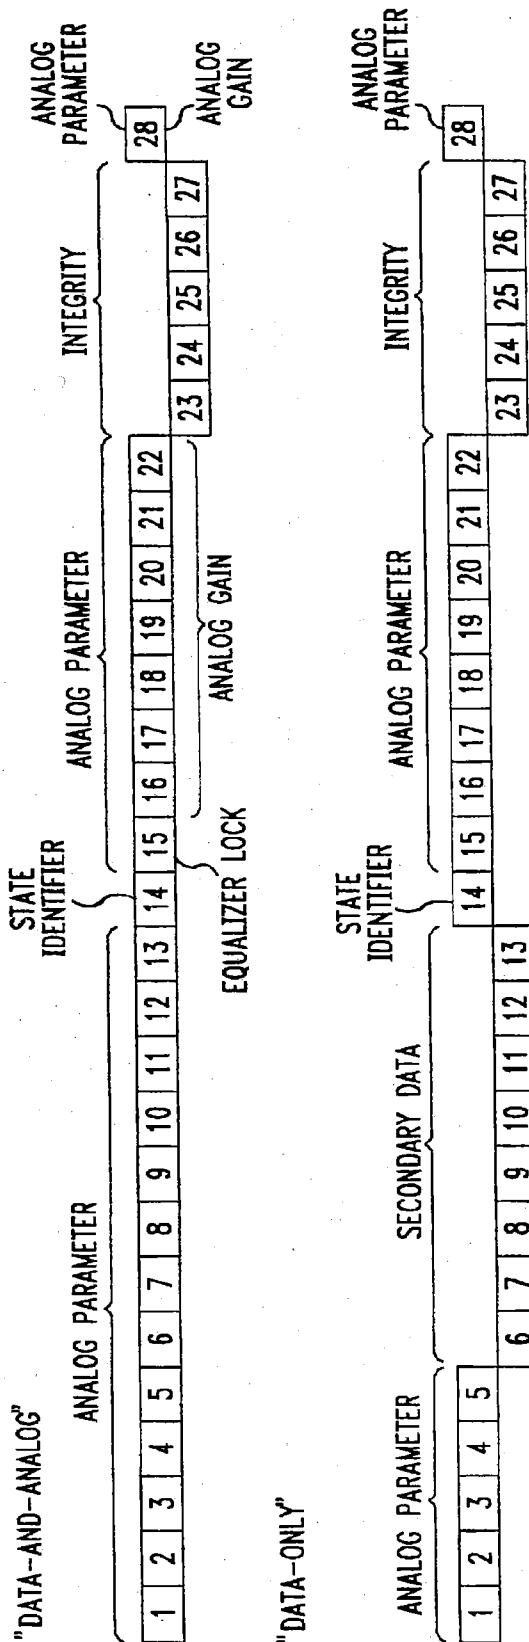 "DATA-AND-ANALOG"
ANALOG PARAMETER
STATE
IDENTIFIER
ANALOG PARAMETER
INTEGRITY
ANALOG
PARAMETER
1 2 3 4 5 6 7 8 9 10 11 12 13 14 15 16 17 18 19 20 21 22 23 24 25 26 27 28
EQUALIZER LOCK
ANALOG GAIN
ANALOG
GAIN
"DATA-ONLY"
ANALOG PARAMETER
SECONDARY DATA
STATE
IDENTIFIER
ANALOG PARAMETER
INTEGRITY
ANALOG
PARAMETER
1 2 3 4 5 6 7 8 9 10 11 12 13 14 15 16 17 18 19 20 21 22 23 24 25 26 27 28